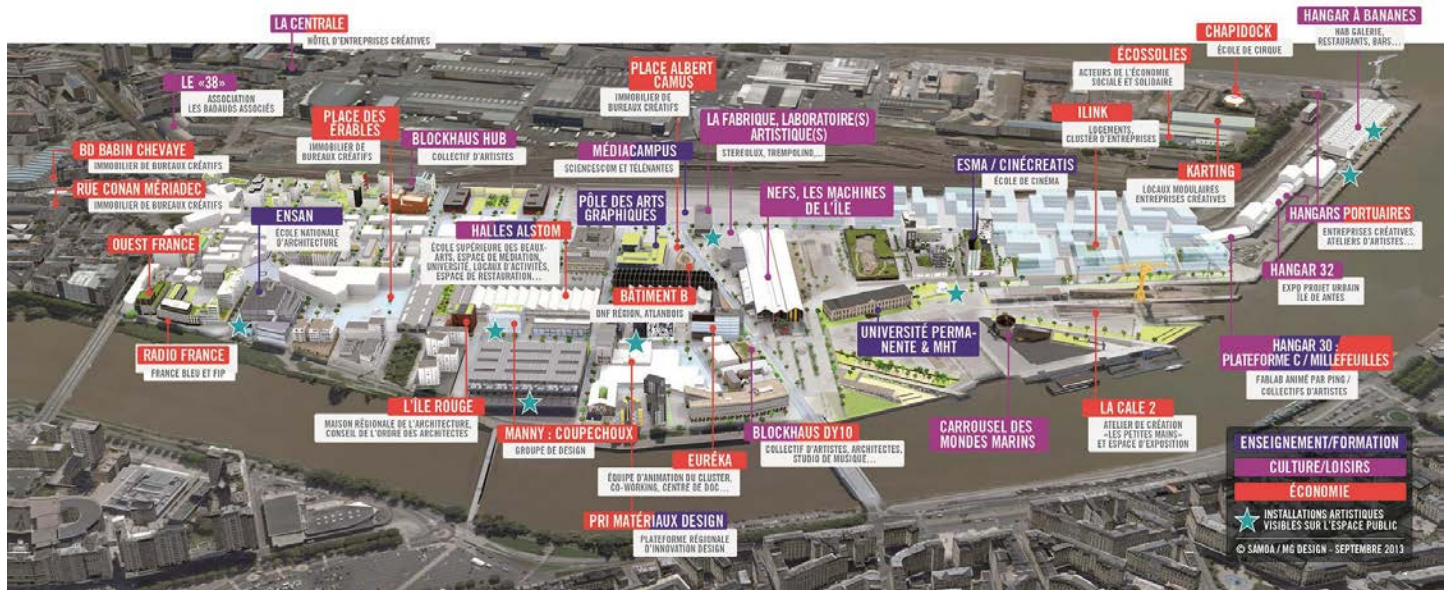 LA CENTRALE
HÔTEL D'ENTREPRISES CRÉATIVES
LE «38»
ASSOCIATION
LES BADAUDS ASSOCIÉS
BD BABIN CHEVAYE
IMMOBILIER DE BUREAUX CRÉATIFS
RUE CONAN MÉRIADEC
IMMOBILIER DE BUREAUX CRÉATIFS
OUEST FRANCE
RADIO FRANCE
FRANCE BLEU ET FIP
ENSAN
ÉCOLE NATIONALE
D'ARCHITECTURE
PLACE DES
ÉRABLES
IMMOBILIER DE
BUREAUX CRÉATIFS
BLOCKHAUS HUB
COLLECTIF D'ARTISTES
HALLES ALSTOM
ÉCOLE SUPÉRIEURE DES BEAUX-
ARTS, ESPACE DE MÉDIATION,
UNIVERSITÉ, LOCAUX D'ACTIVITÉS,
ESPACE DE RESTAURATION...
L'ÎLE ROUGE
MAISON RÉGIONALE DE L'ARCHITECTURE,
CONSEIL DE L'ORDRE DES ARCHITECTES
MANNY : COUPECHOUX
GROUPE DE DESIGN
PLACE ALBERT
CAMUS
IMMOBILIER DE
BUREAUX CRÉATIFS
MÉDIACAMPUS
SCIENCESCOM ET TÉLÉNANTES
PÔLE DES ARTS
GRAPHIQUES
BÂTIMENT B
ONF RÉGION, ATLANBOIS
EURÊKA
ÉQUIPE D'ANIMATION DU CLUSTER,
CO-WORKING, CENTRE DE DOC...
PRI MATÉRIAUX DESIGN
PLATEFORME RÉGIONALE
D'INNOVATION DESIGN
LA FABRIQUE, LABORATOIRE(S)
ARTISTIQUE(S)
STEREOLUX, TREMPOLINO,...
NEFS, LES MACHINES
DE L'ÎLE
BLOCKHAUS DY10
COLLECTIF D'ARTISTES, ARCHITECTES,
STUDIO DE MUSIQUE...
UNIVERSITÉ PERMA-
NENTE & MHT
CARROUSEL DES
MONDES MARINS
ESMA / CINÉCREATIS
ÉCOLE DE CINÉMA
ÉCOSSOLIES
ACTEURS DE L'ÉCONOMIE
SOCIALE ET SOLIDAIRE
ILINK
LOGEMENTS,
CLUSTER D'ENTREPRISES
CHAPIDOCK
ÉCOLE DE CIRQUE
KARTING
LOCAUX MODULAIRES
ENTREPRISES CRÉATIVES
HANGAR À BANANES
HAB GALERIE,
RESTAURANTS, BARS...
HANGARS PORTUAIRES
ENTREPRISES CRÉATIVES,
ATELIERS D'ARTISTES...
HANGAR 32
EXPO PROJET URBAIN
ÎLE DE ANTES
HANGAR 30 :
PLATEFORME C / MILLEFEUILLES
FABLAB ANIMÉ PAR PING /
COLLECTIFS D'ARTISTES
LA CALE 2
ATELIER DE CRÉATION
«LES PETITES MAINS»
ET ESPACE D'EXPOSITION
ENSEIGNEMENT/FORMATION
CULTURE/LOISIRS
ÉCONOMIE
INSTALLATIONS ARTISTIQUES
VISIBLES SUR L'ESPACE PUBLIC
© SAMOA / MG DESIGN - SEPTEMBRE 2013